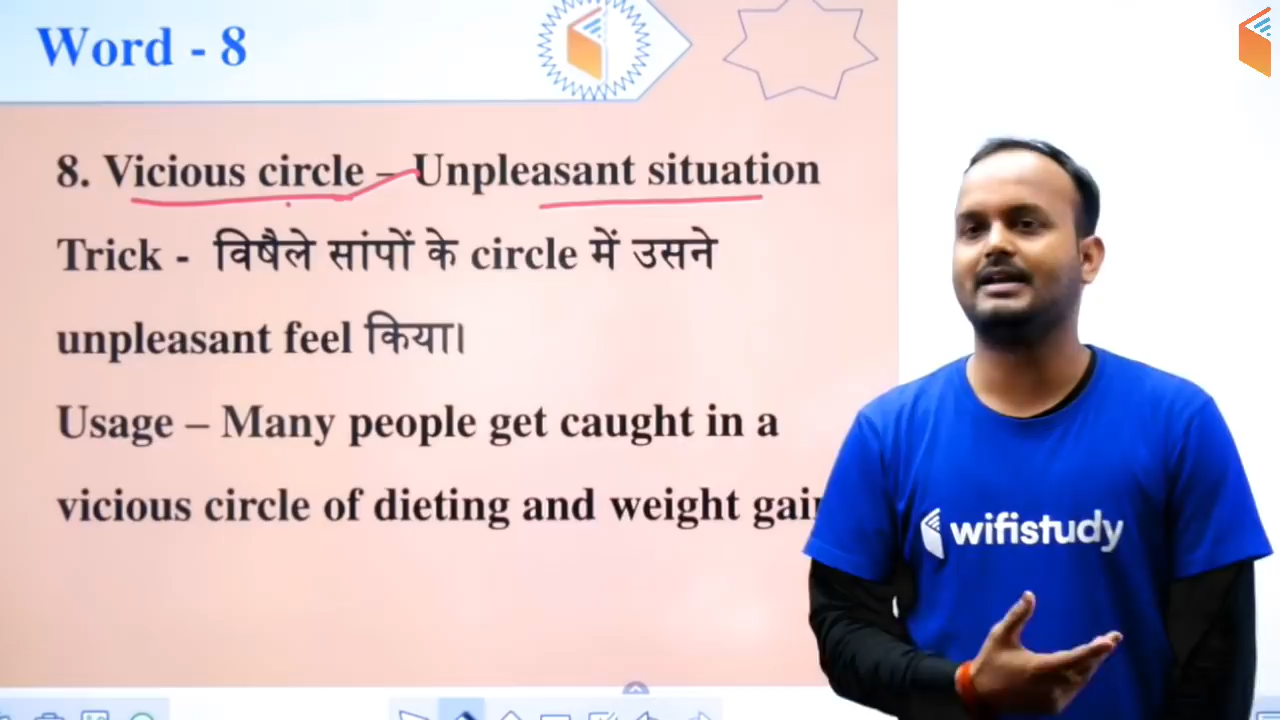 Word - 8
8. Vicious circle – Unpleasant situation
Trick - विषैले सांपों के circle में उसने
unpleasant feel किया।
Usage – Many people get caught in a
vicious circle of dieting and weight gain
wifistudy